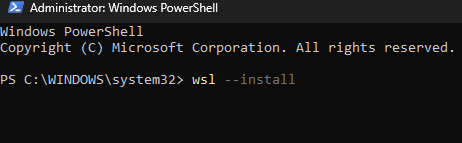 Administrator: Windows PowerShell
Windows PowerShell
Copyright (C) Microsoft Corporation. All rights reserved.
PS C:\WINDOWS\system32> wsl --install